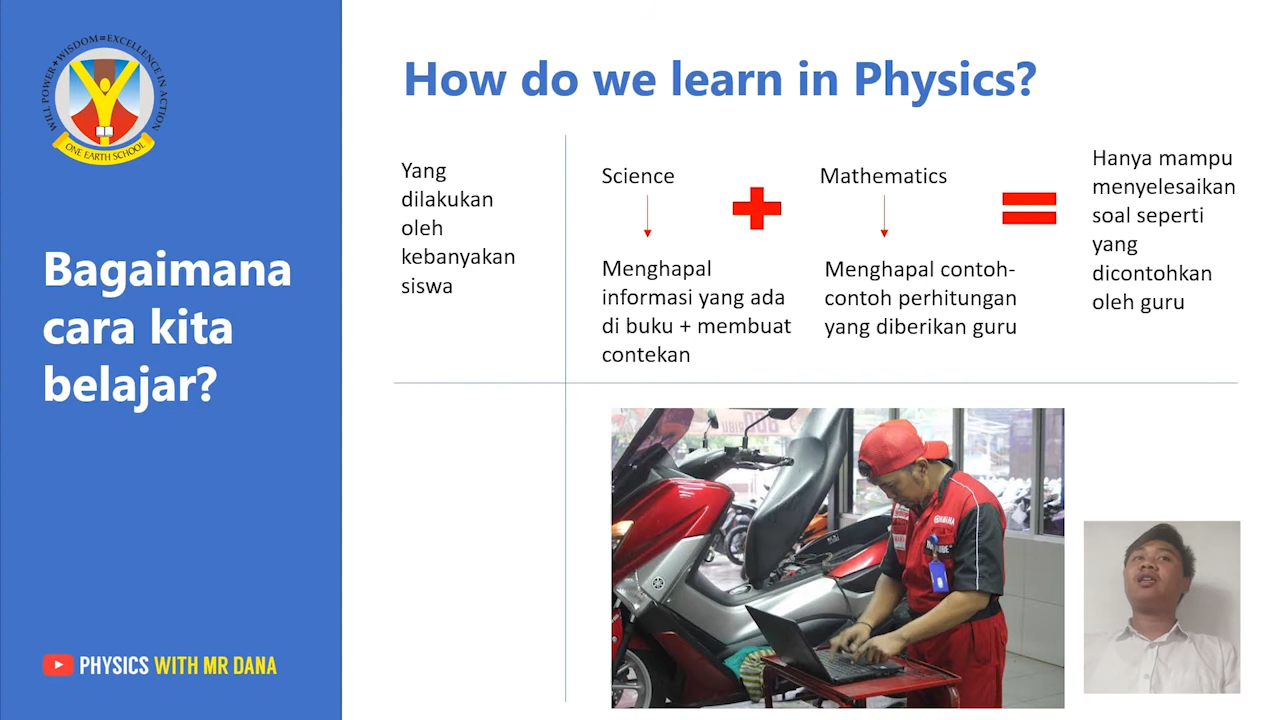 WILL POWER+WISDOM=EXCELLENCE IN ACTION
ONE EARTH SCHOOL
Bagaimana
cara kita
belajar?
PHYSICS WITH MR DANA
How do we learn in Physics?
Yang
dilakukan
oleh
kebanyakan
siswa
Science
Menghapal
informasi yang ada
di buku + membuat
contekan
Mathematics
Menghapal contoh-
contoh perhitungan
yang diberikan guru
Hanya mampu
menyelesaikan
soal seperti
yang
dicontohkan
oleh guru
YAMAHA